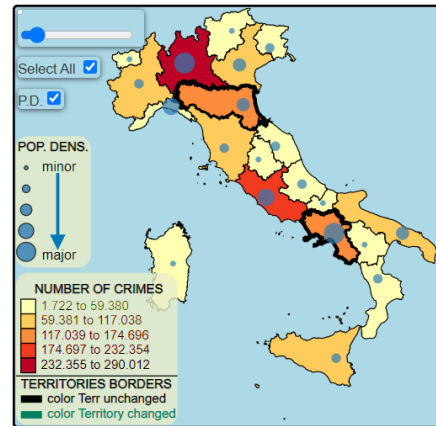 Select All
P.D.
POP. DENS.
minor
major
NUMBER OF CRIMES
1.722 to 59.380
59.381 to 117.038
117.039 to 174.696
174.697 to 232.354
232.355 to 290.012
TERRITORIES BORDERS
color Terr unchanged
color Territory changed